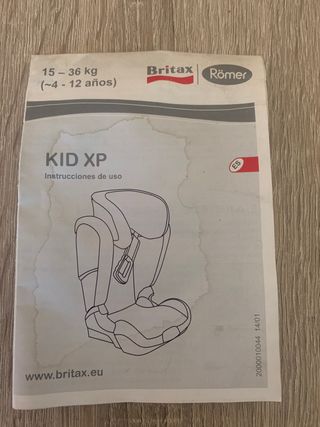 15 – 36 kg
(~4 - 12 años)
Britax
Römer
KID XP
Instrucciones de uso
ES
www.britax.eu
2000010044 14/01